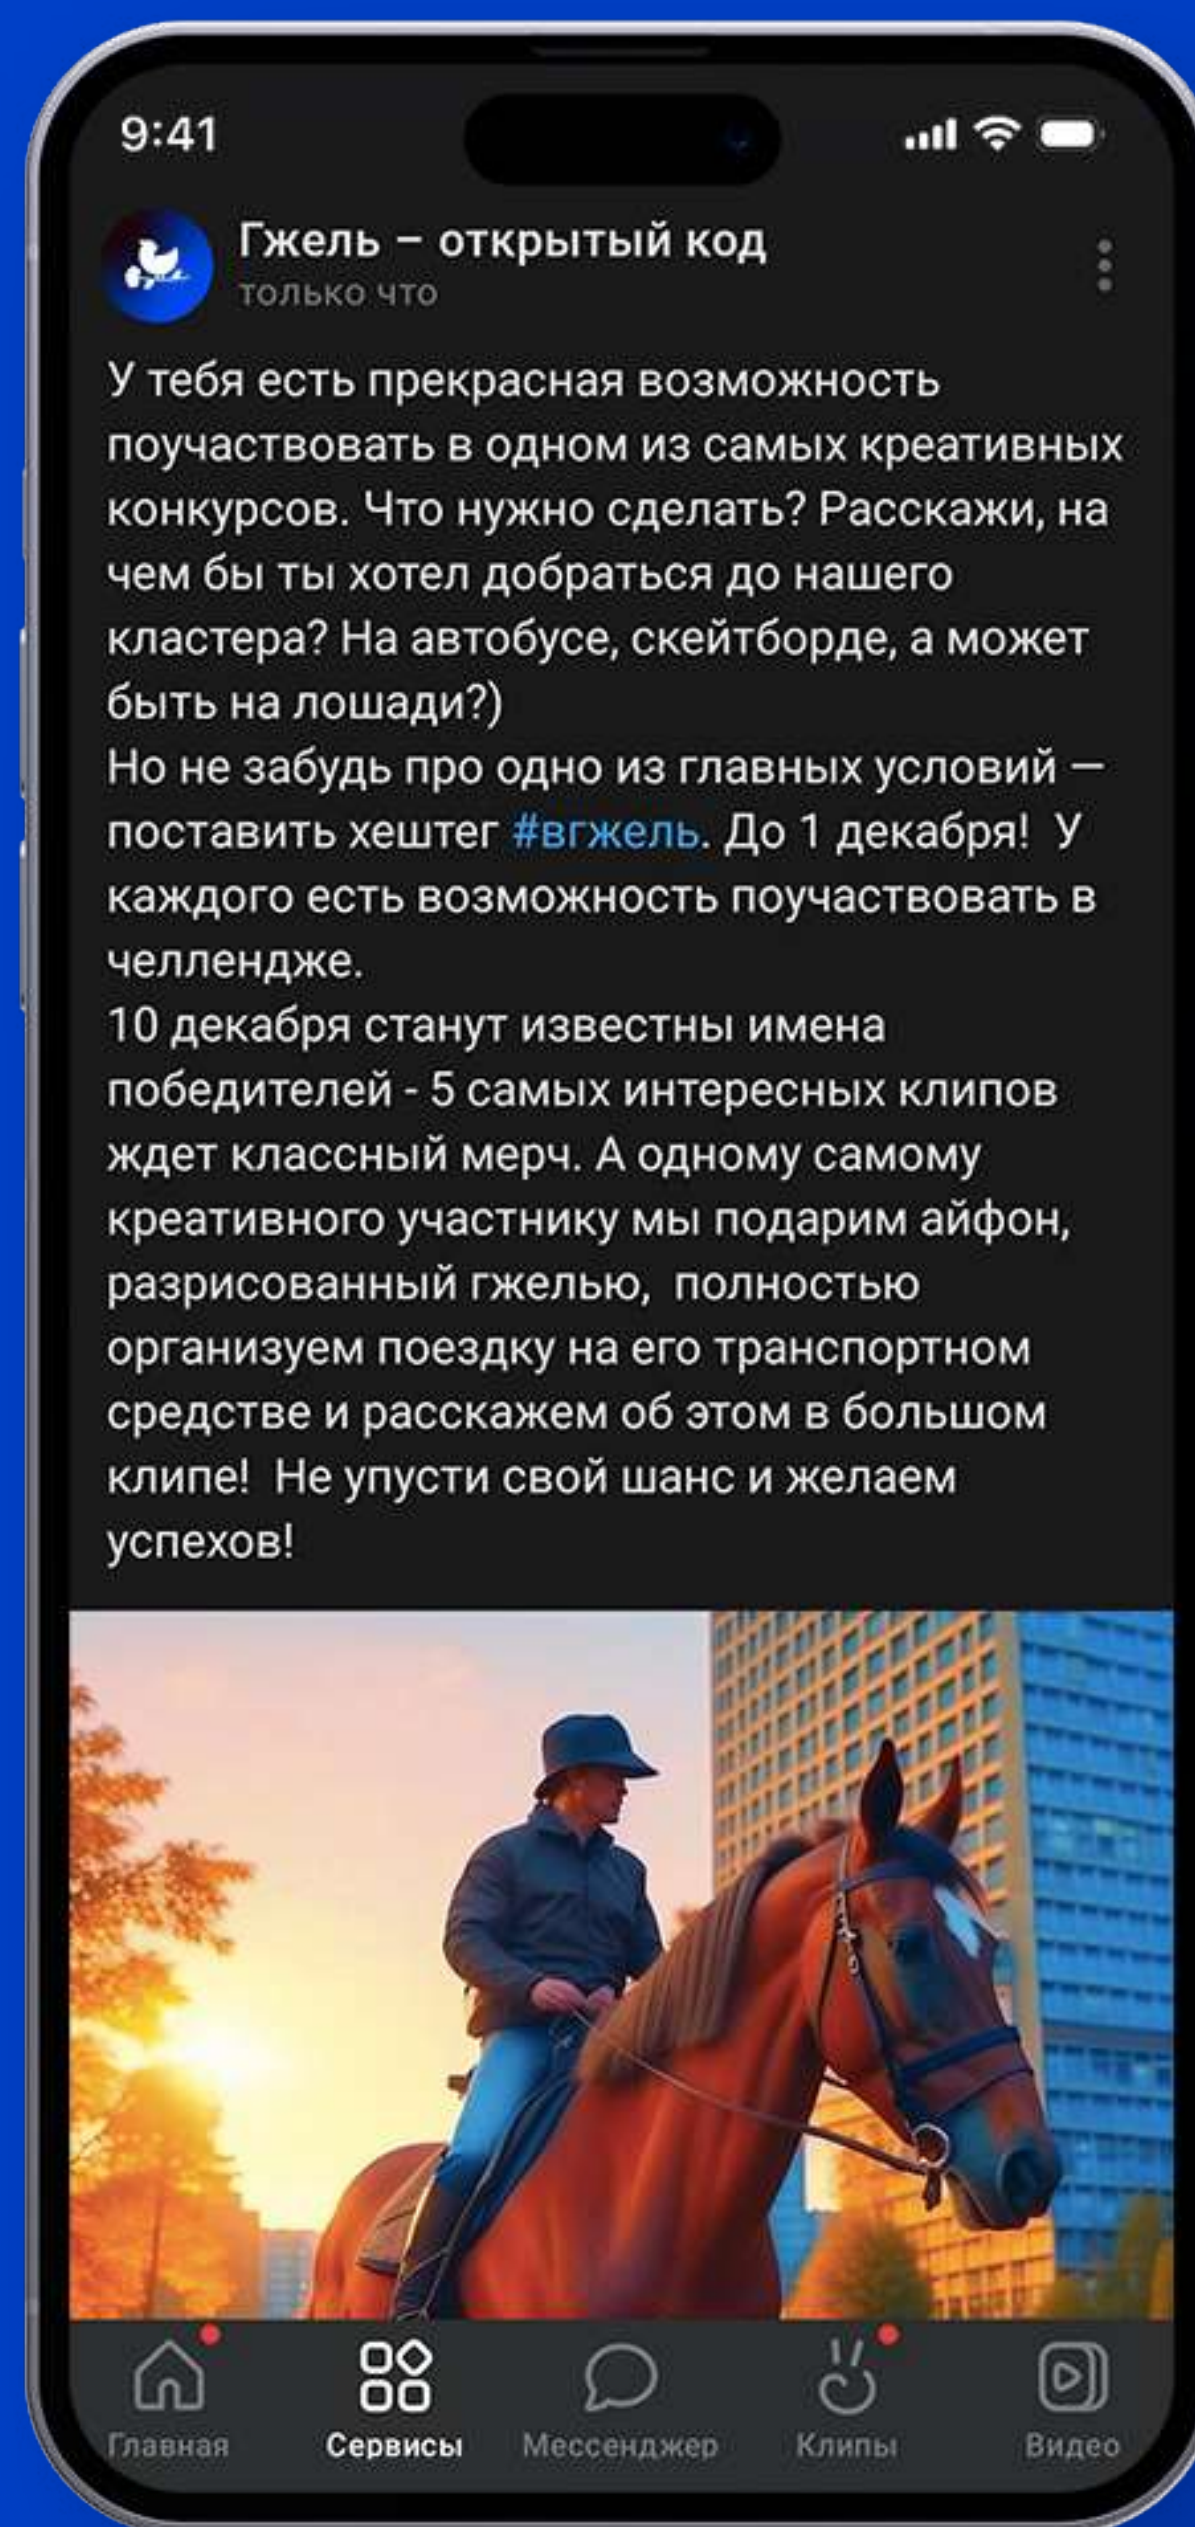 9:41
Гжель – открытый код
только что
У тебя есть прекрасная возможность
поучаствовать в одном из самых креативных
конкурсов. Что нужно сделать? Расскажи, на
чем бы ты хотел добраться до нашего
кластера? На автобусе, скейтборде, а может
быть на лошади?)
Но не забудь про одно из главных условий —
поставить хештег #вгжель. До 1 декабря!  У
каждого есть возможность поучаствовать в
челлендже.
10 декабря станут известны имена
победителей - 5 самых интересных клипов
ждет классный мерч. А одному самому
креативного участнику мы подарим айфон,
разрисованный гжелью,  полностью
организуем поездку на его транспортном
средстве и расскажем об этом в большом
клипе!  Не упусти свой шанс и желаем
успехов!
Главная Сервисы Мессенджер Клипы Видео